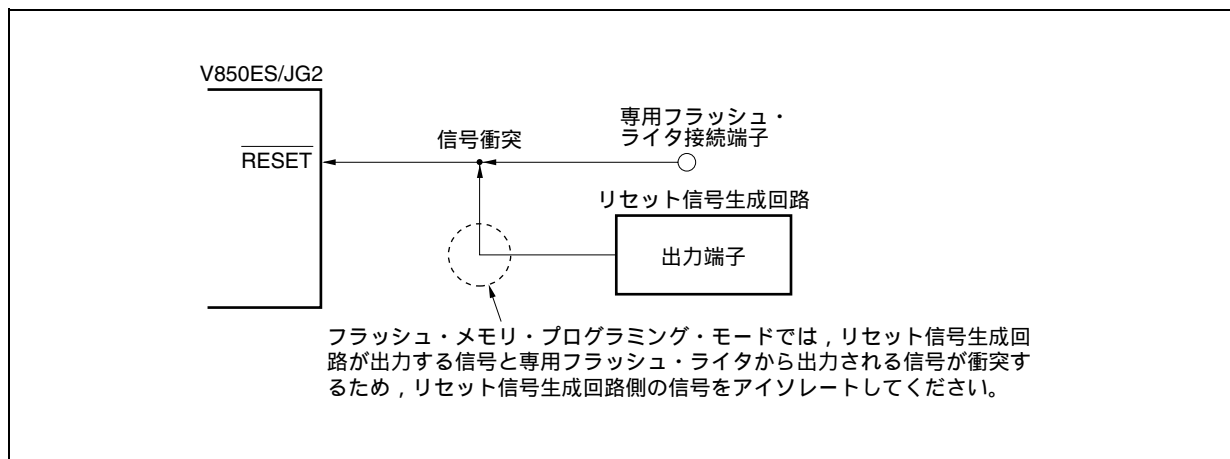 V850ES/JG2
RESET
信号衝突
専用フラッシュ・
ライタ接続端子
リセット信号生成回路
出力端子
フラッシュ・メモリ・プログラミング・モードでは，リセット信号生成回
路が出力する信号と専用フラッシュ・ライタから出力される信号が衝突す
るため，リセット信号生成回路側の信号をアイソレートしてください。